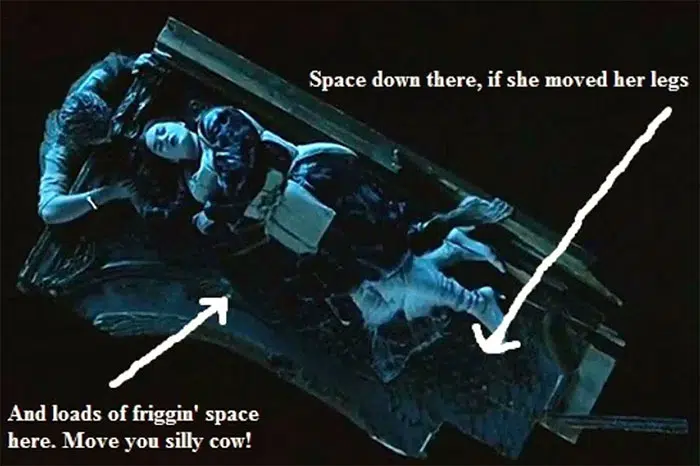 Space down there, if she moved her legs
And loads of friggin' space
here. Move you silly cow!